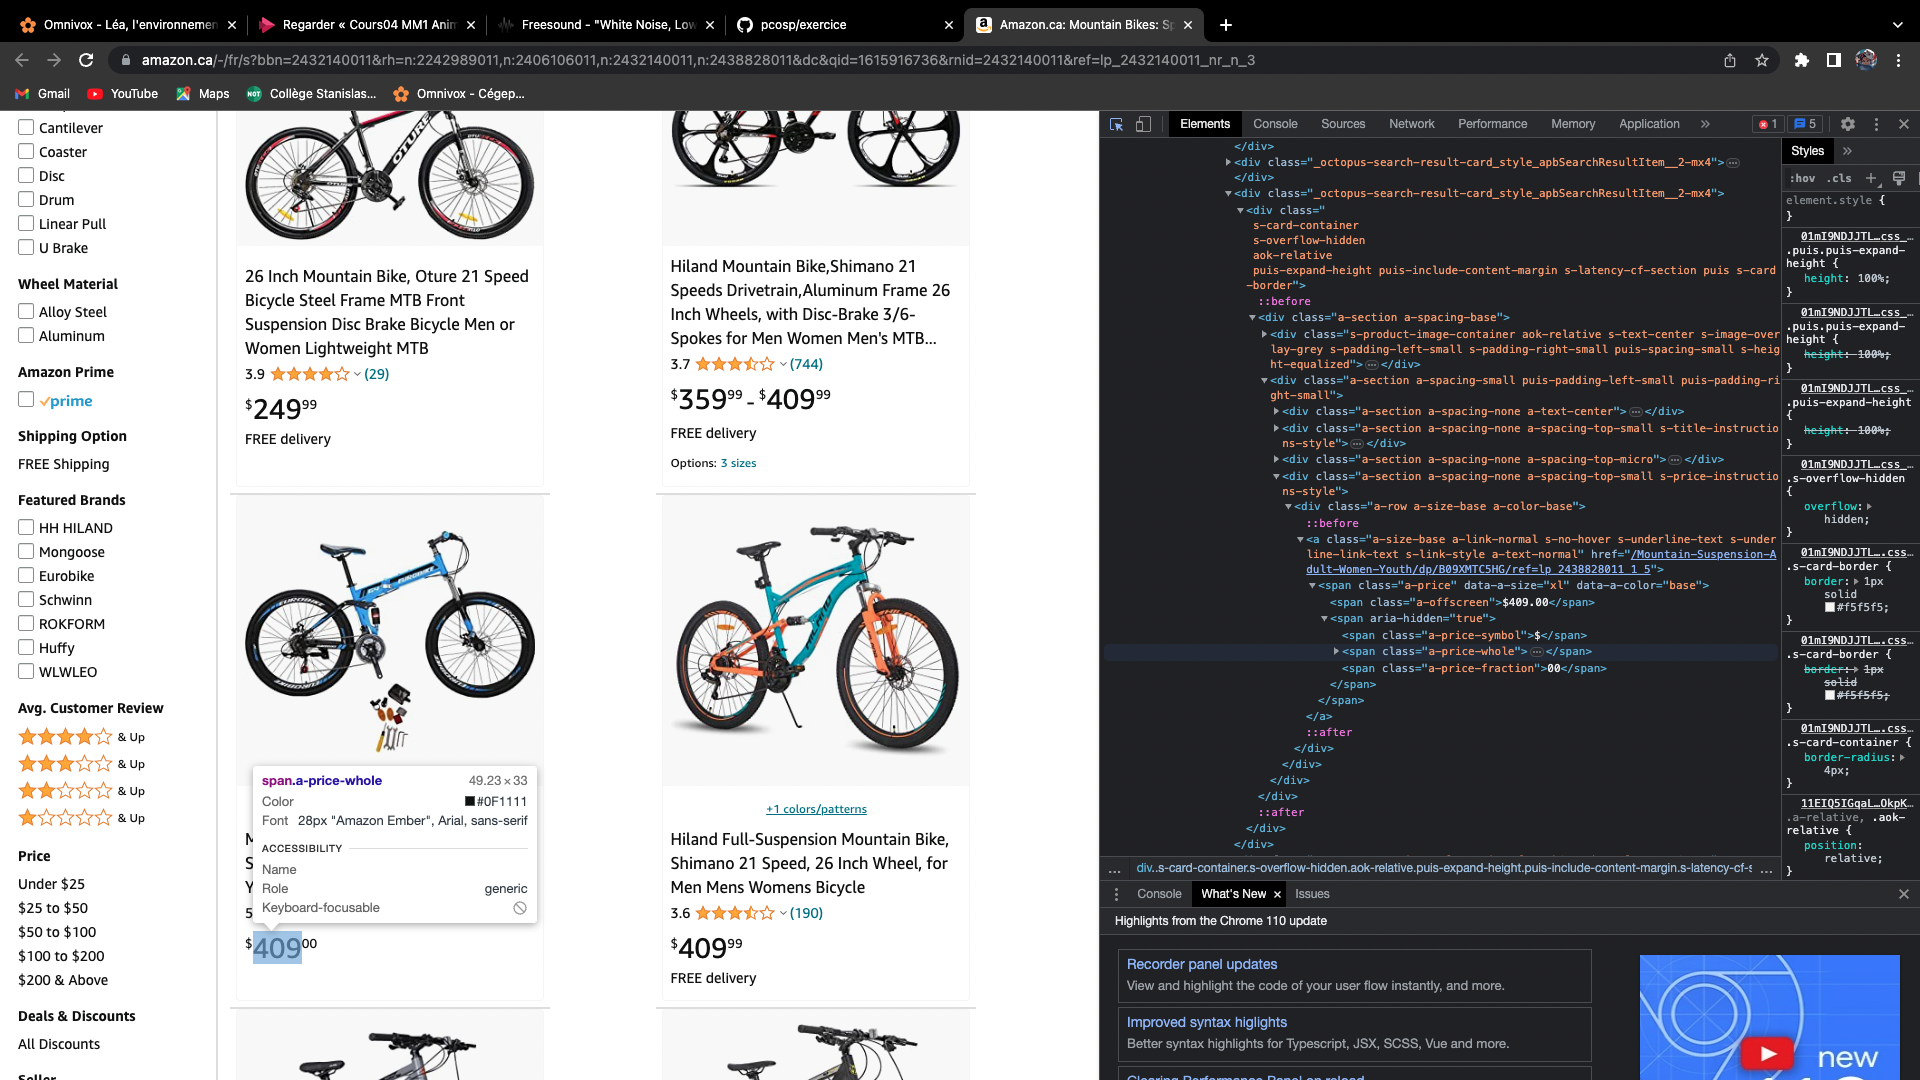 Omnivox - Léa, l'environnemen
Regarder « Cours04 MM1 Anim
Freesound - "White Noise, Low
pcosp/exercice
Amazon.ca: Mountain Bikes: Sp
amazon.ca/-/fr/s?bbn=2432140011&rh=n:2242989011,n:2406106011,n:2432140011,n:2438828011&dc&qid=1615916736&rnid=2432140011&ref=lp_2432140011_nr_n_3
Gmail
YouTube
Maps
Collège Stanislas...
Omnivox - Cégep...
Cantilever
Coaster
Disc
Drum
Linear Pull
U Brake
Wheel Material
Alloy Steel
Aluminum
Amazon Prime
prime
Shipping Option
FREE Shipping
Featured Brands
HH HILAND
Mongoose
Eurobike
Schwinn
ROKFORM
Huffy
WLWLEO
Avg. Customer Review
& Up
& Up
& Up
& Up
Price
Under $25
$25 to $50
$50 to $100
$100 to $200
$200 & Above
Deals & Discounts
All Discounts
Seller
OTURE
26 Inch Mountain Bike, Oture 21 Speed
Bicycle Steel Frame MTB Front
Suspension Disc Brake Bicycle Men or
Women Lightweight MTB
3.9 (29)
$249 99
FREE delivery
Hiland Mountain Bike,Shimano 21
Speeds Drivetrain,Aluminum Frame 26
Inch Wheels, with Disc-Brake 3/6-
Spokes for Men Women Men's MTB...
3.7 (744)
$359 99 - $409 99
FREE delivery
Options: 3 sizes
EUROBIKE
span.a-price-whole 49.23 × 33
Color #0F1111
Font 28px "Amazon Ember", Arial, sans-serif
ACCESSIBILITY
Name
Role generic
Keyboard-focusable
M
S
Y
5
$409 00
HILAND
+1 colors/patterns
Hiland Full-Suspension Mountain Bike,
Shimano 21 Speed, 26 Inch Wheel, for
Men Mens Womens Bicycle
3.6 (190)
$409 99
FREE delivery
Elements Console Sources Network Performance Memory Application » 1 5
</div>
<div class="_octopus-search-result-card_style_apbSearchResultItem__2-mx4">…
</div>
<div class="_octopus-search-result-card_style_apbSearchResultItem__2-mx4">
<div class="
s-card-container
s-overflow-hidden
aok-relative
puis-expand-height puis-include-content-margin s-latency-cf-section puis s-card
-border">
::before
<div class="a-section a-spacing-base">
<div class="s-product-image-container aok-relative s-text-center s-image-over
lay-grey s-padding-left-small s-padding-right-small puis-spacing-small s-heig
ht-equalized">…</div>
<div class="a-section a-spacing-small puis-padding-left-small puis-padding-ri
ght-small">
<div class="a-section a-spacing-none a-text-center">…</div>
<div class="a-section a-spacing-none a-spacing-top-small s-title-instructio
ns-style">…</div>
<div class="a-section a-spacing-none a-spacing-top-micro">…</div>
<div class="a-section a-spacing-none a-spacing-top-small s-price-instructio
ns-style">
<div class="a-row a-size-base a-color-base">
::before
<a class="a-size-base a-link-normal s-no-hover s-underline-text s-under
line-link-text s-link-style a-text-normal" href="/Mountain-Suspension-A
dult-Women-Youth/dp/B09XMTC5HG/ref=lp_2438828011_1_5">
<span class="a-price" data-a-size="xl" data-a-color="base">
<span class="a-offscreen">$409.00</span>
<span aria-hidden="true">
<span class="a-price-symbol">$</span>
<span class="a-price-whole">…</span>
<span class="a-price-fraction">00</span>
</span>
</span>
</a>
::after
</div>
</div>
</div>
</div>
::after
</div>
</div>
… div..s-card-container.s-overflow-hidden.aok-relative.puis-expand-height.puis-include-content-margin.s-latency-cf-s …
Styles »
:hov .cls +
element.style {
}
01mI9NDJJTL….css_…
.puis.puis-expand-
height {
height: 100%;
}
01mI9NDJJTL….css_…
.puis.puis-expand-
height {
height: 100%;
}
01mI9NDJJTL….css_…
.puis-expand-height
{
height: 100%;
}
01mI9NDJJTL….css_…
.s-overflow-hidden
{
overflow:
hidden;
}
01mI9NDJJTL….css…
.s-card-border {
border: 1px
solid
#f5f5f5;
}
01mI9NDJJTL….css…
.s-card-border {
border: 1px
solid
#f5f5f5;
}
01mI9NDJJTL….css…
.s-card-container {
border-radius:
4px;
}
11EIQ5IGqaL…OkpK…
.a-relative, .aok-
relative {
position:
relative;
}
Console What's New × Issues
Highlights from the Chrome 110 update
Recorder panel updates
View and highlight the code of your user flow instantly, and more.
Improved syntax higlights
Better syntax highlights for Typescript, JSX, SCSS, Vue and more.
Clearing Performance Panel on reload
new